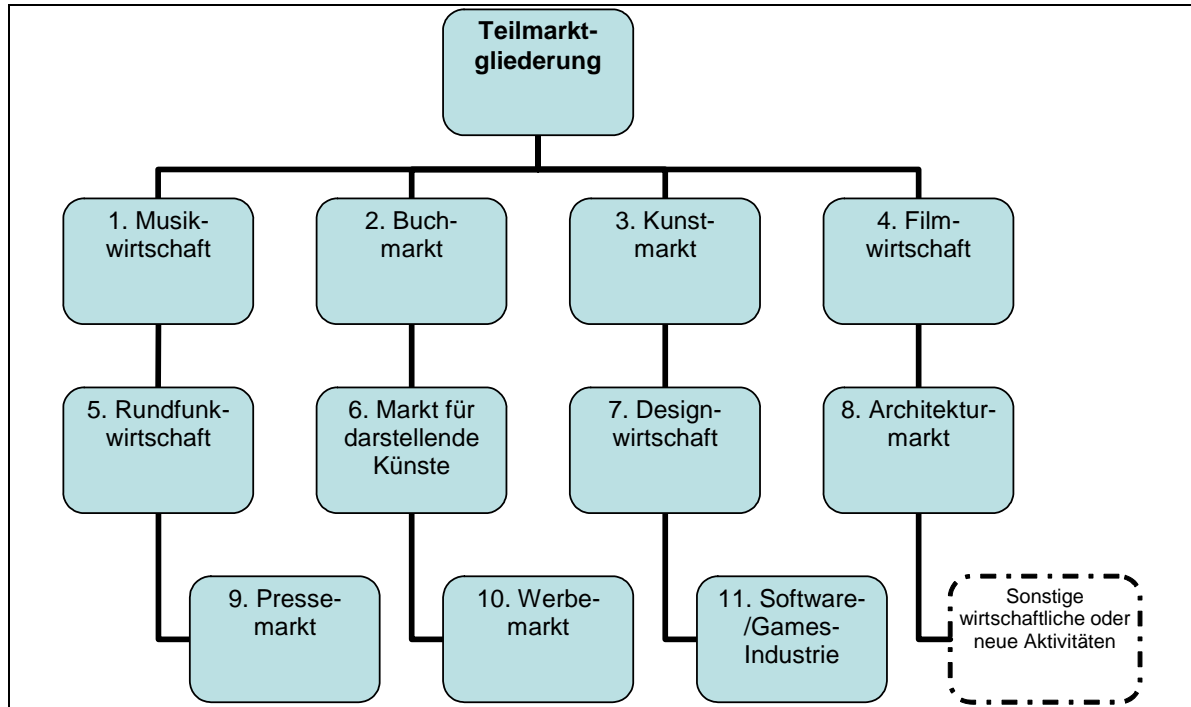 Teilmarkt-
gliederung
1. Musik-
wirtschaft
2. Buch-
markt
3. Kunst-
markt
4. Film-
wirtschaft
5. Rundfunk-
wirtschaft
6. Markt für
darstellende
Künste
7. Design-
wirtschaft
8. Architektur-
markt
9. Presse-
markt
10. Werbe-
markt
11. Software-
/Games-
Industrie
Sonstige
wirtschaftliche oder
neue Aktivitäten